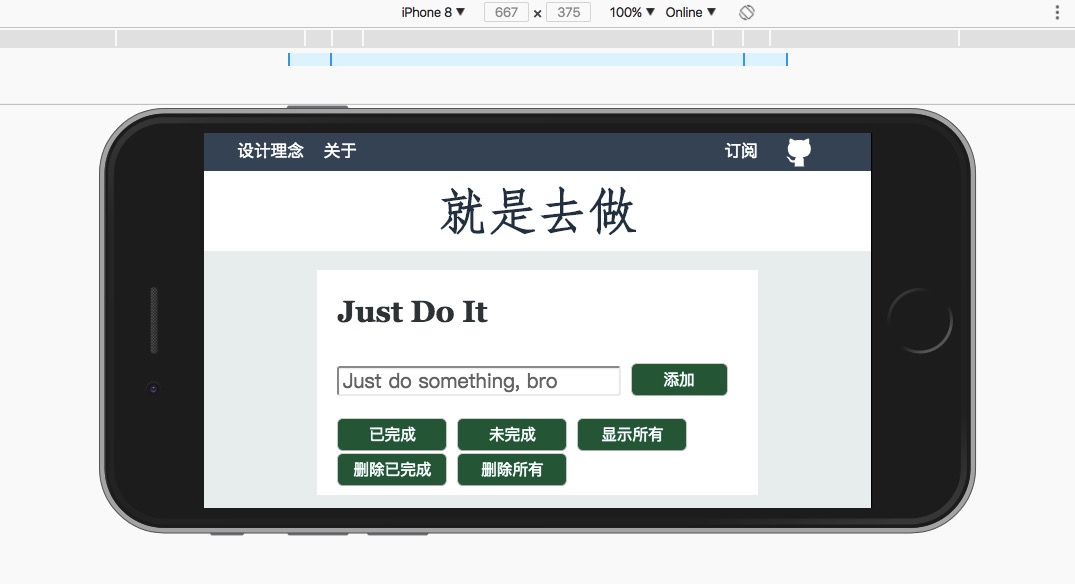 iPhone 8 ▼ 667 × 375 100% ▼ Online ▼
设计理念 关于 订阅
就是去做
Just Do It
Just do something, bro 添加
已完成 未完成 显示所有
删除已完成 删除所有